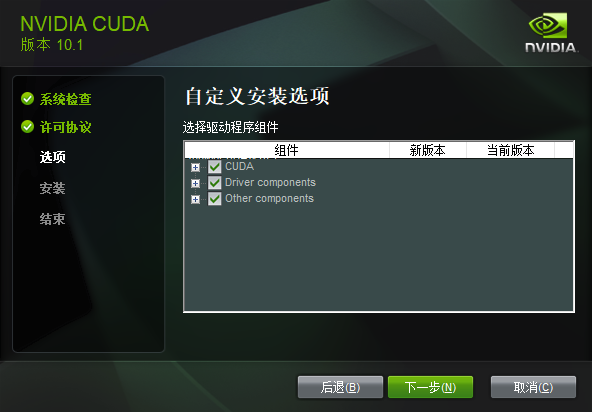 NVIDIA CUDA
版本 10.1
NVIDIA.
系统检查
许可协议
选项
安装
结束
自定义安装选项
选择驱动程序组件
组件 新版本 当前版本
CUDA
Driver components
Other components
后退(B) 下一步(N) 取消(C)